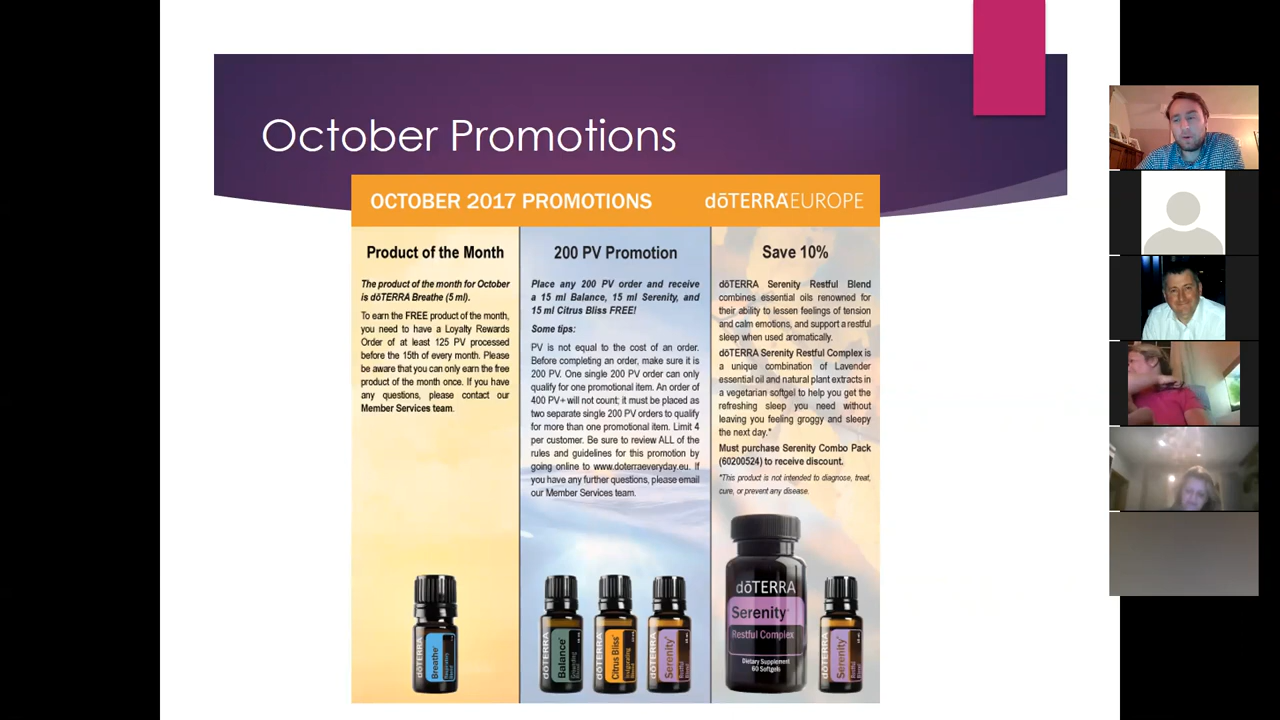 October Promotions
OCTOBER 2017 PROMOTIONS
dōTERRA EUROPE
Product of the Month
The product of the month for October
is dōTERRA Breathe (5 ml).
To earn the FREE product of the month,
you need to have a Loyalty Rewards
Order of at least 125 PV processed
before the 15th of every month. Please
be aware that you can only earn the free
product of the month once. If you have
any questions, please contact our
Member Services team.
200 PV Promotion
Place any 200 PV order and receive
a 15 ml Balance, 15 ml Serenity, and
15 ml Citrus Bliss FREE!
Some tips:
PV is not equal to the cost of an order.
Before completing an order, make sure it is
200 PV. One single 200 PV order can only
qualify for one promotional item. An order of
400 PV+ will not count; it must be placed as
two separate single 200 PV orders to qualify
for more than one promotional item. Limit 4
per customer. Be sure to review ALL of the
rules and guidelines for this promotion by
going online to www.doterraeveryday.eu. If
you have any further questions, please email
our Member Services team.
Save 10%
dōTERRA Serenity Restful Blend
combines essential oils renowned for
their ability to lessen feelings of tension
and calm emotions, and support a restful
sleep when used aromatically.
dōTERRA Serenity Restful Complex is
a unique combination of Lavender
essential oil and natural plant extracts in
a vegetarian softgel to help you get the
refreshing sleep you need without
leaving you feeling groggy and sleepy
the next day.*
Must purchase Serenity Combo Pack
(60200524) to receive discount.
*This product is not intended to diagnose, treat,
cure, or prevent any disease.
dōTERRA
Breathe
dōTERRA
Balance
Grounding
Blend
dōTERRA
Citrus Bliss
Invigorating
Blend
dōTERRA
Serenity
Restful
Blend
dōTERRA
Serenity
Restful Complex
Dietary Supplement
60 Softgels
dōTERRA
Serenity
Restful
Blend